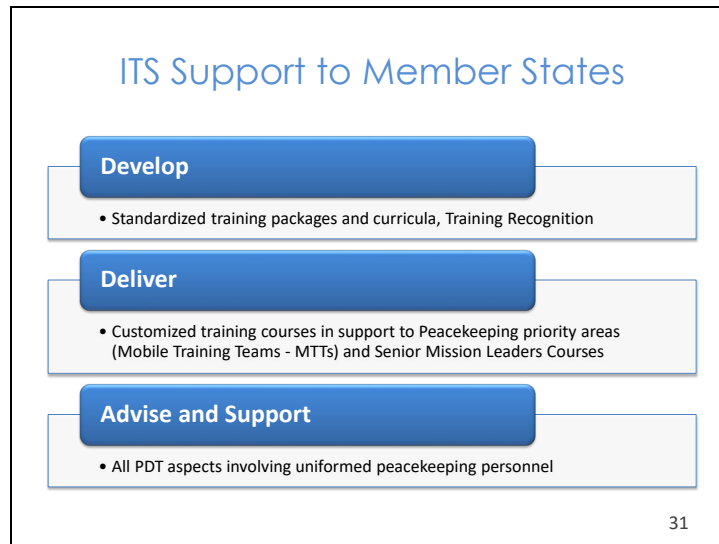 ITS Support to Member States
Develop
• Standardized training packages and curricula, Training Recognition
Deliver
• Customized training courses in support to Peacekeeping priority areas
(Mobile Training Teams - MTTs) and Senior Mission Leaders Courses
Advise and Support
• All PDT aspects involving uniformed peacekeeping personnel
31